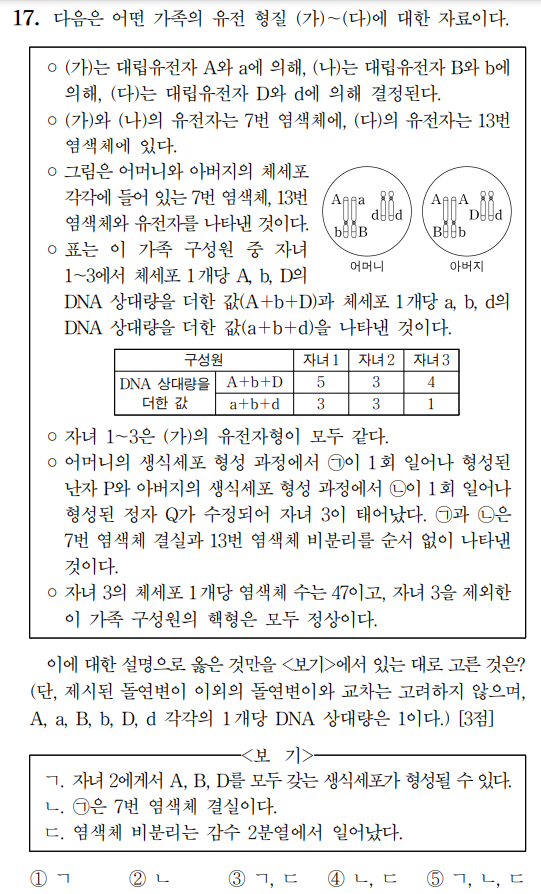 17. 다음은 어떤 가족의 유전 형질 (가)~(다)에 대한 자료이다.
○ (가)는 대립유전자 A와 a에 의해, (나)는 대립유전자 B와 b에
의해, (다)는 대립유전자 D와 d에 의해 결정된다.
○ (가)와 (나)의 유전자는 7번 염색체에, (다)의 유전자는 13번
염색체에 있다.
○ 그림은 어머니와 아버지의 체세포
각각에 들어 있는 7번 염색체, 13번
염색체와 유전자를 나타낸 것이다.
A a d d b B
어머니
A A D d B b
아버지
○ 표는 이 가족 구성원 중 자녀
1~3에서 체세포 1개당 A, b, D의
DNA 상대량을 더한 값(A+b+D)과 체세포 1개당 a, b, d의
DNA 상대량을 더한 값(a+b+d)을 나타낸 것이다.
구성원 자녀 1 자녀 2 자녀 3
DNA 상대량을 더한 값 A+b+D 5 3 4
a+b+d 3 3 1
○ 자녀 1~3은 (가)의 유전자형이 모두 같다.
○ 어머니의 생식세포 형성 과정에서 ㉠이 1회 일어나 형성된
난자 P와 아버지의 생식세포 형성 과정에서 ㉡이 1회 일어나
형성된 정자 Q가 수정되어 자녀 3이 태어났다. ㉠과 ㉡은
7번 염색체 결실과 13번 염색체 비분리를 순서 없이 나타낸
것이다.
○ 자녀 3의 체세포 1개당 염색체 수는 47이고, 자녀 3을 제외한
이 가족 구성원의 핵형은 모두 정상이다.
이에 대한 설명으로 옳은 것만을 <보기>에서 있는 대로 고른 것은?
(단, 제시된 돌연변이 이외의 돌연변이와 교차는 고려하지 않으며,
A, a, B, b, D, d 각각의 1개당 DNA 상대량은 1이다.) [3점]
<보 기>
ㄱ. 자녀 2에게서 A, B, D를 모두 갖는 생식세포가 형성될 수 있다.
ㄴ. ㉠은 7번 염색체 결실이다.
ㄷ. 염색체 비분리는 감수 2분열에서 일어났다.
① ㄱ ② ㄴ ③ ㄱ, ㄷ ④ ㄴ, ㄷ ⑤ ㄱ, ㄴ, ㄷ